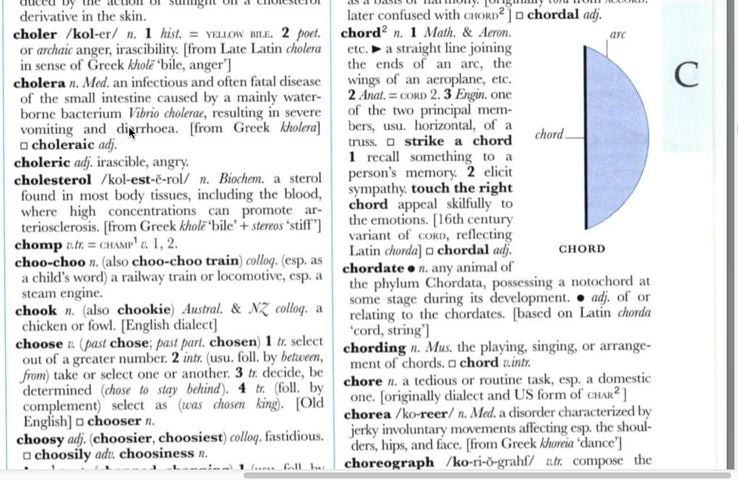 derivative in the skin.
choler /kol-er/ n. 1 hist. = YELLOW BILE. 2 poet.
or archaic anger, irascibility. [from Late Latin cholera
in sense of Greek kholē ‘bile, anger’]
cholera n. Med. an infectious and often fatal disease
of the small intestine caused by a mainly water-
borne bacterium Vibrio cholerae, resulting in severe
vomiting and diarrhoea. [from Greek kholera]
□ choleraic adj.
choleric adj. irascible, angry.
cholesterol /kol-est-ĕ-rol/ n. Biochem. a sterol
found in most body tissues, including the blood,
where high concentrations can promote ar-
teriosclerosis. [from Greek kholē ‘bile’ + stereos ‘stiff’]
chomp v.tr. = CHAMP¹ v. 1, 2.
choo-choo n. (also choo-choo train) colloq. (esp. as
a child’s word) a railway train or locomotive, esp. a
steam engine.
chook n. (also chookie) Austral. & NZ colloq. a
chicken or fowl. [English dialect]
choose v. (past chose; past part. chosen) 1 tr. select
out of a greater number. 2 intr. (usu. foll. by between,
from) take or select one or another. 3 tr. decide, be
determined (chose to stay behind). 4 tr. (foll. by
complement) select as (was chosen king). [Old
English] □ chooser n.
choosy adj. (choosier, choosiest) colloq. fastidious.
□ choosily adv. choosiness n.
later confused with CHORD²] □ chordal adj.
chord² n. 1 Math. & Aeron.
etc. ► a straight line joining
the ends of an arc, the
wings of an aeroplane, etc.
2 Anat. = CORD 2. 3 Engin. one
of the two principal mem-
bers, usu. horizontal, of a
truss. □ strike a chord
1 recall something to a
person’s memory. 2 elicit
sympathy. touch the right
chord appeal skilfully to
the emotions. [16th century
variant of CORD, reflecting
Latin chorda] □ chordal adj.
arc
chord
CHORD
chordate ● n. any animal of
the phylum Chordata, possessing a notochord at
some stage during its development. ● adj. of or
relating to the chordates. [based on Latin chorda
‘cord, string’]
chording n. Mus. the playing, singing, or arrange-
ment of chords. □ chord v.intr.
chore n. a tedious or routine task, esp. a domestic
one. [originally dialect and US form of CHAR²]
chorea /ko-reer/ n. Med. a disorder characterized by
jerky involuntary movements affecting esp. the shoul-
ders, hips, and face. [from Greek khoreia ‘dance’]
choreograph /ko-ri-ŏ-grahf/ v.tr. compose the
C